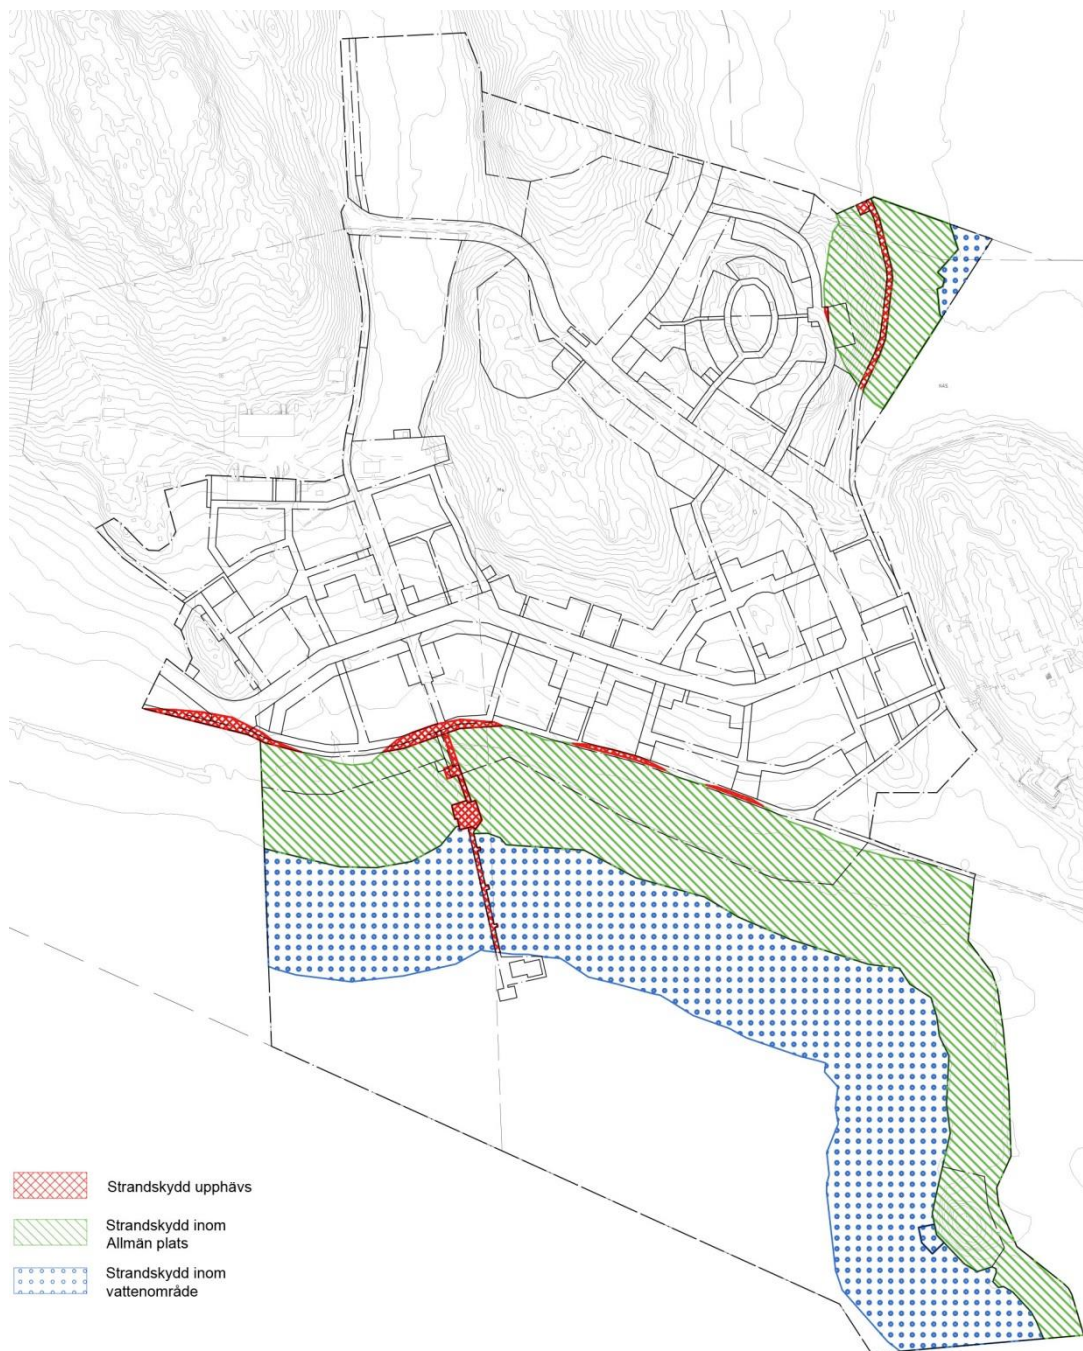 Strandskydd upphävs
Strandskydd inom
Allmän plats
Strandskydd inom
vattenområde